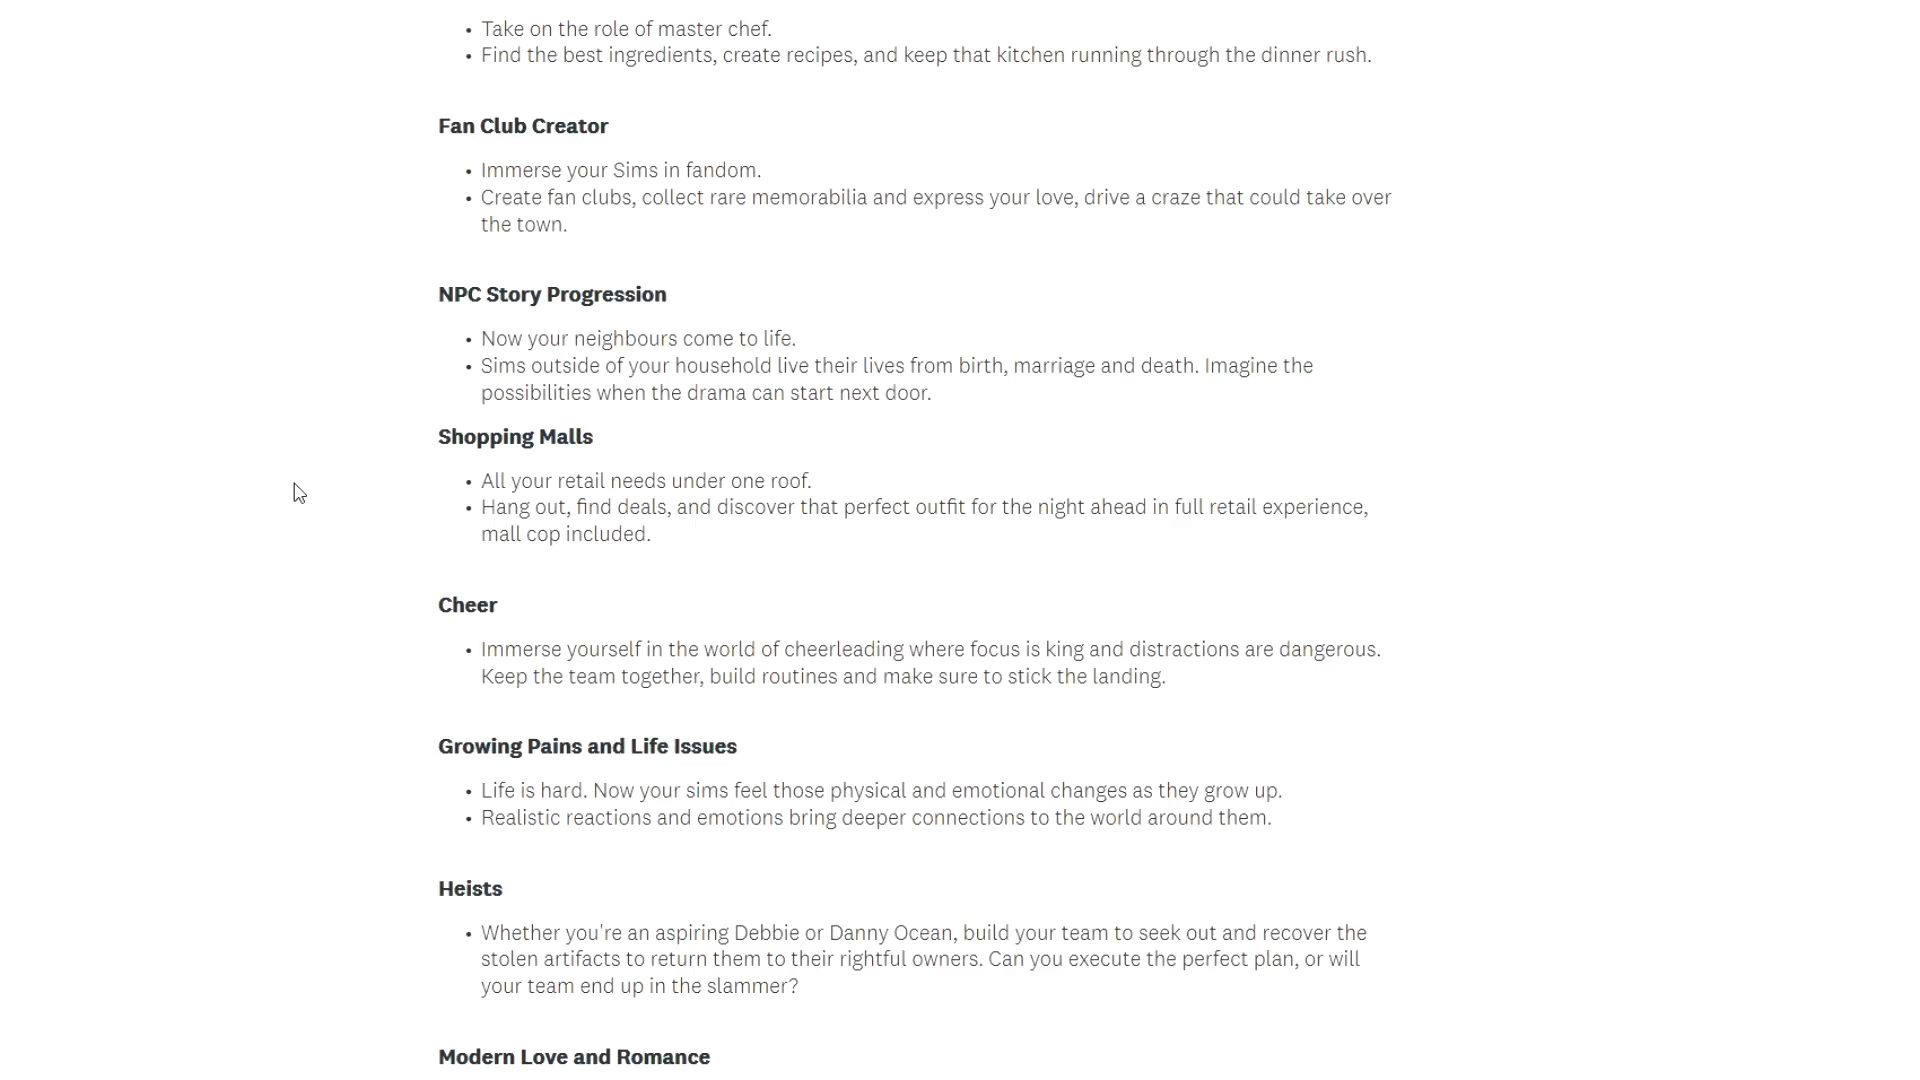 • Take on the role of master chef.
• Find the best ingredients, create recipes, and keep that kitchen running through the dinner rush.
Fan Club Creator
• Immerse your Sims in fandom.
• Create fan clubs, collect rare memorabilia and express your love, drive a craze that could take over
the town.
NPC Story Progression
• Now your neighbours come to life.
• Sims outside of your household live their lives from birth, marriage and death. Imagine the
possibilities when the drama can start next door.
Shopping Malls
• All your retail needs under one roof.
• Hang out, find deals, and discover that perfect outfit for the night ahead in full retail experience,
mall cop included.
Cheer
• Immerse yourself in the world of cheerleading where focus is king and distractions are dangerous.
Keep the team together, build routines and make sure to stick the landing.
Growing Pains and Life Issues
• Life is hard. Now your sims feel those physical and emotional changes as they grow up.
• Realistic reactions and emotions bring deeper connections to the world around them.
Heists
• Whether you're an aspiring Debbie or Danny Ocean, build your team to seek out and recover the
stolen artifacts to return them to their rightful owners. Can you execute the perfect plan, or will
your team end up in the slammer?
Modern Love and Romance